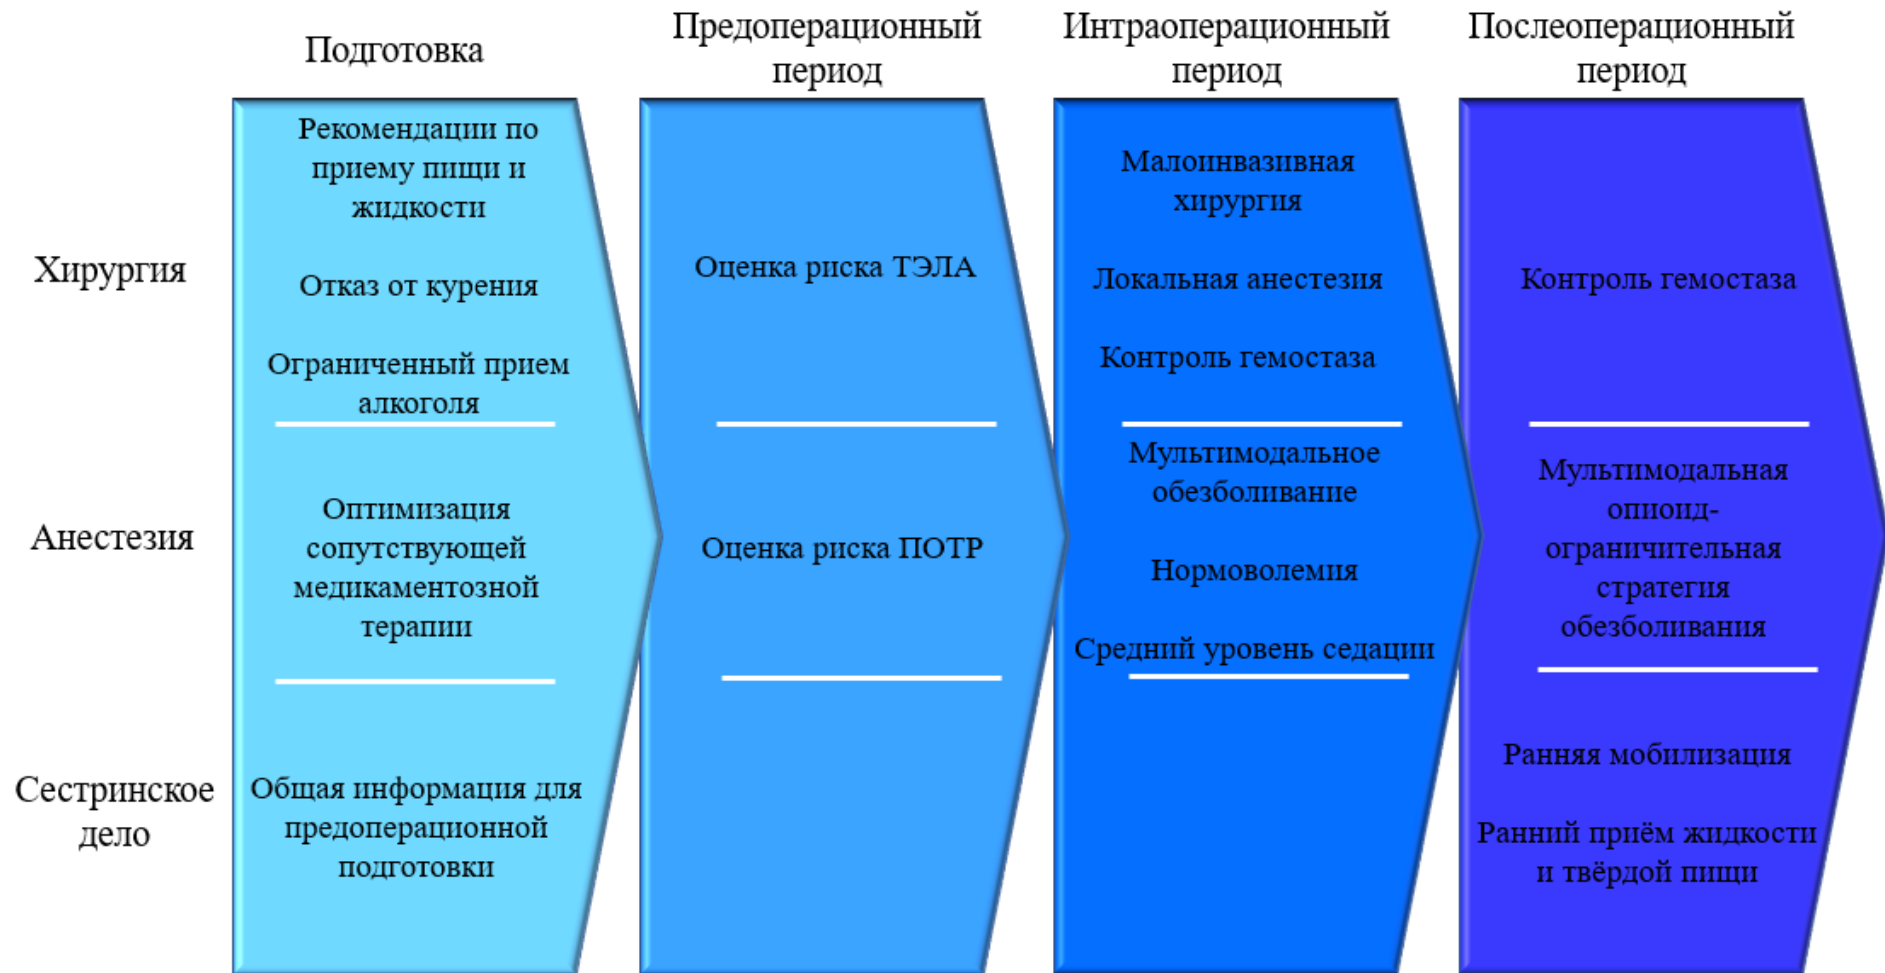 Подготовка
Предоперационный
период
Интраоперационный
период
Послеоперационный
период
Хирургия
Рекомендации по
приему пищи и
жидкости
Отказ от курения
Ограниченный прием
алкоголя
Оценка риска ТЭЛА
Малоинвазивная
хирургия
Локальная анестезия
Контроль гемостаза
Контроль гемостаза
Анестезия
Оптимизация
сопутствующей
медикаментозной
терапии
Оценка риска ПОТР
Мультимодальное
обезболивание
Нормоволемия
Средний уровень седации
Мультимодальная
опиоид-
ограничительная
стратегия
обезболивания
Сестринское
дело
Общая информация для
предоперационной
подготовки
Ранняя мобилизация
Ранний приём жидкости
и твёрдой пищи